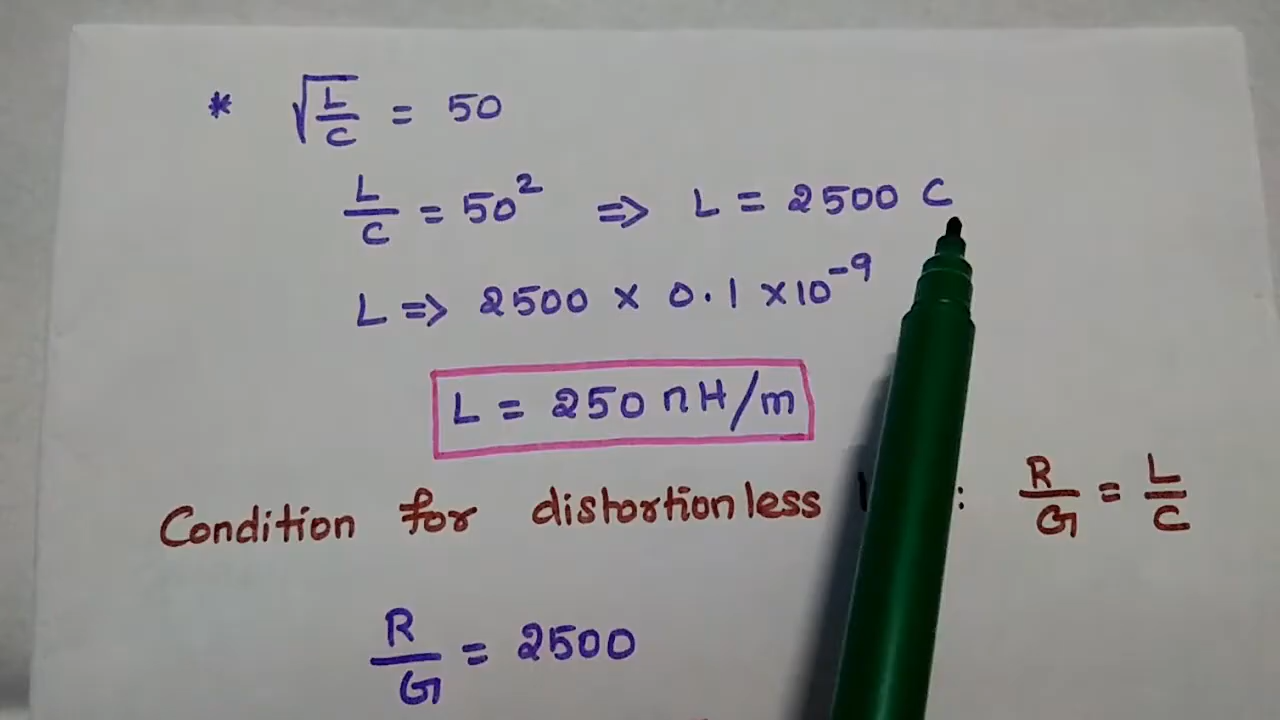 * √(L/C) = 50
L/C = 50² ⇒ L = 2500 C
L ⇒ 2500 × 0.1 × 10⁻⁹
L = 250 nH/m
Condition for distortionless : R/G = L/C
R/G = 2500